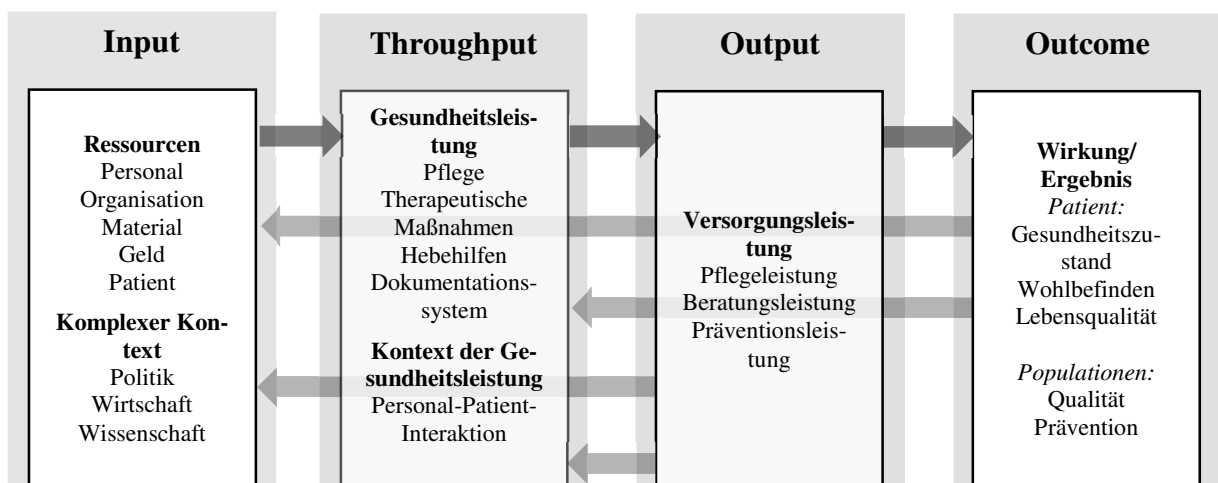 Input
Ressourcen
Personal
Organisation
Material
Geld
Patient
Komplexer Kon-
text
Politik
Wirtschaft
Wissenschaft
Throughput
Gesundheitsleis-
tung
Pflege
Therapeutische
Maßnahmen
Hebehilfen
Dokumentations-
system
Kontext der Ge-
sundheitsleistung
Personal-Patient-
Interaktion
Output
Versorgungsleis-
tung
Pflegeleistung
Beratungsleistung
Präventionsleis-
tung
Outcome
Wirkung/
Ergebnis
Patient:
Gesundheitszu-
stand
Wohlbefinden
Lebensqualität
Populationen:
Qualität
Prävention